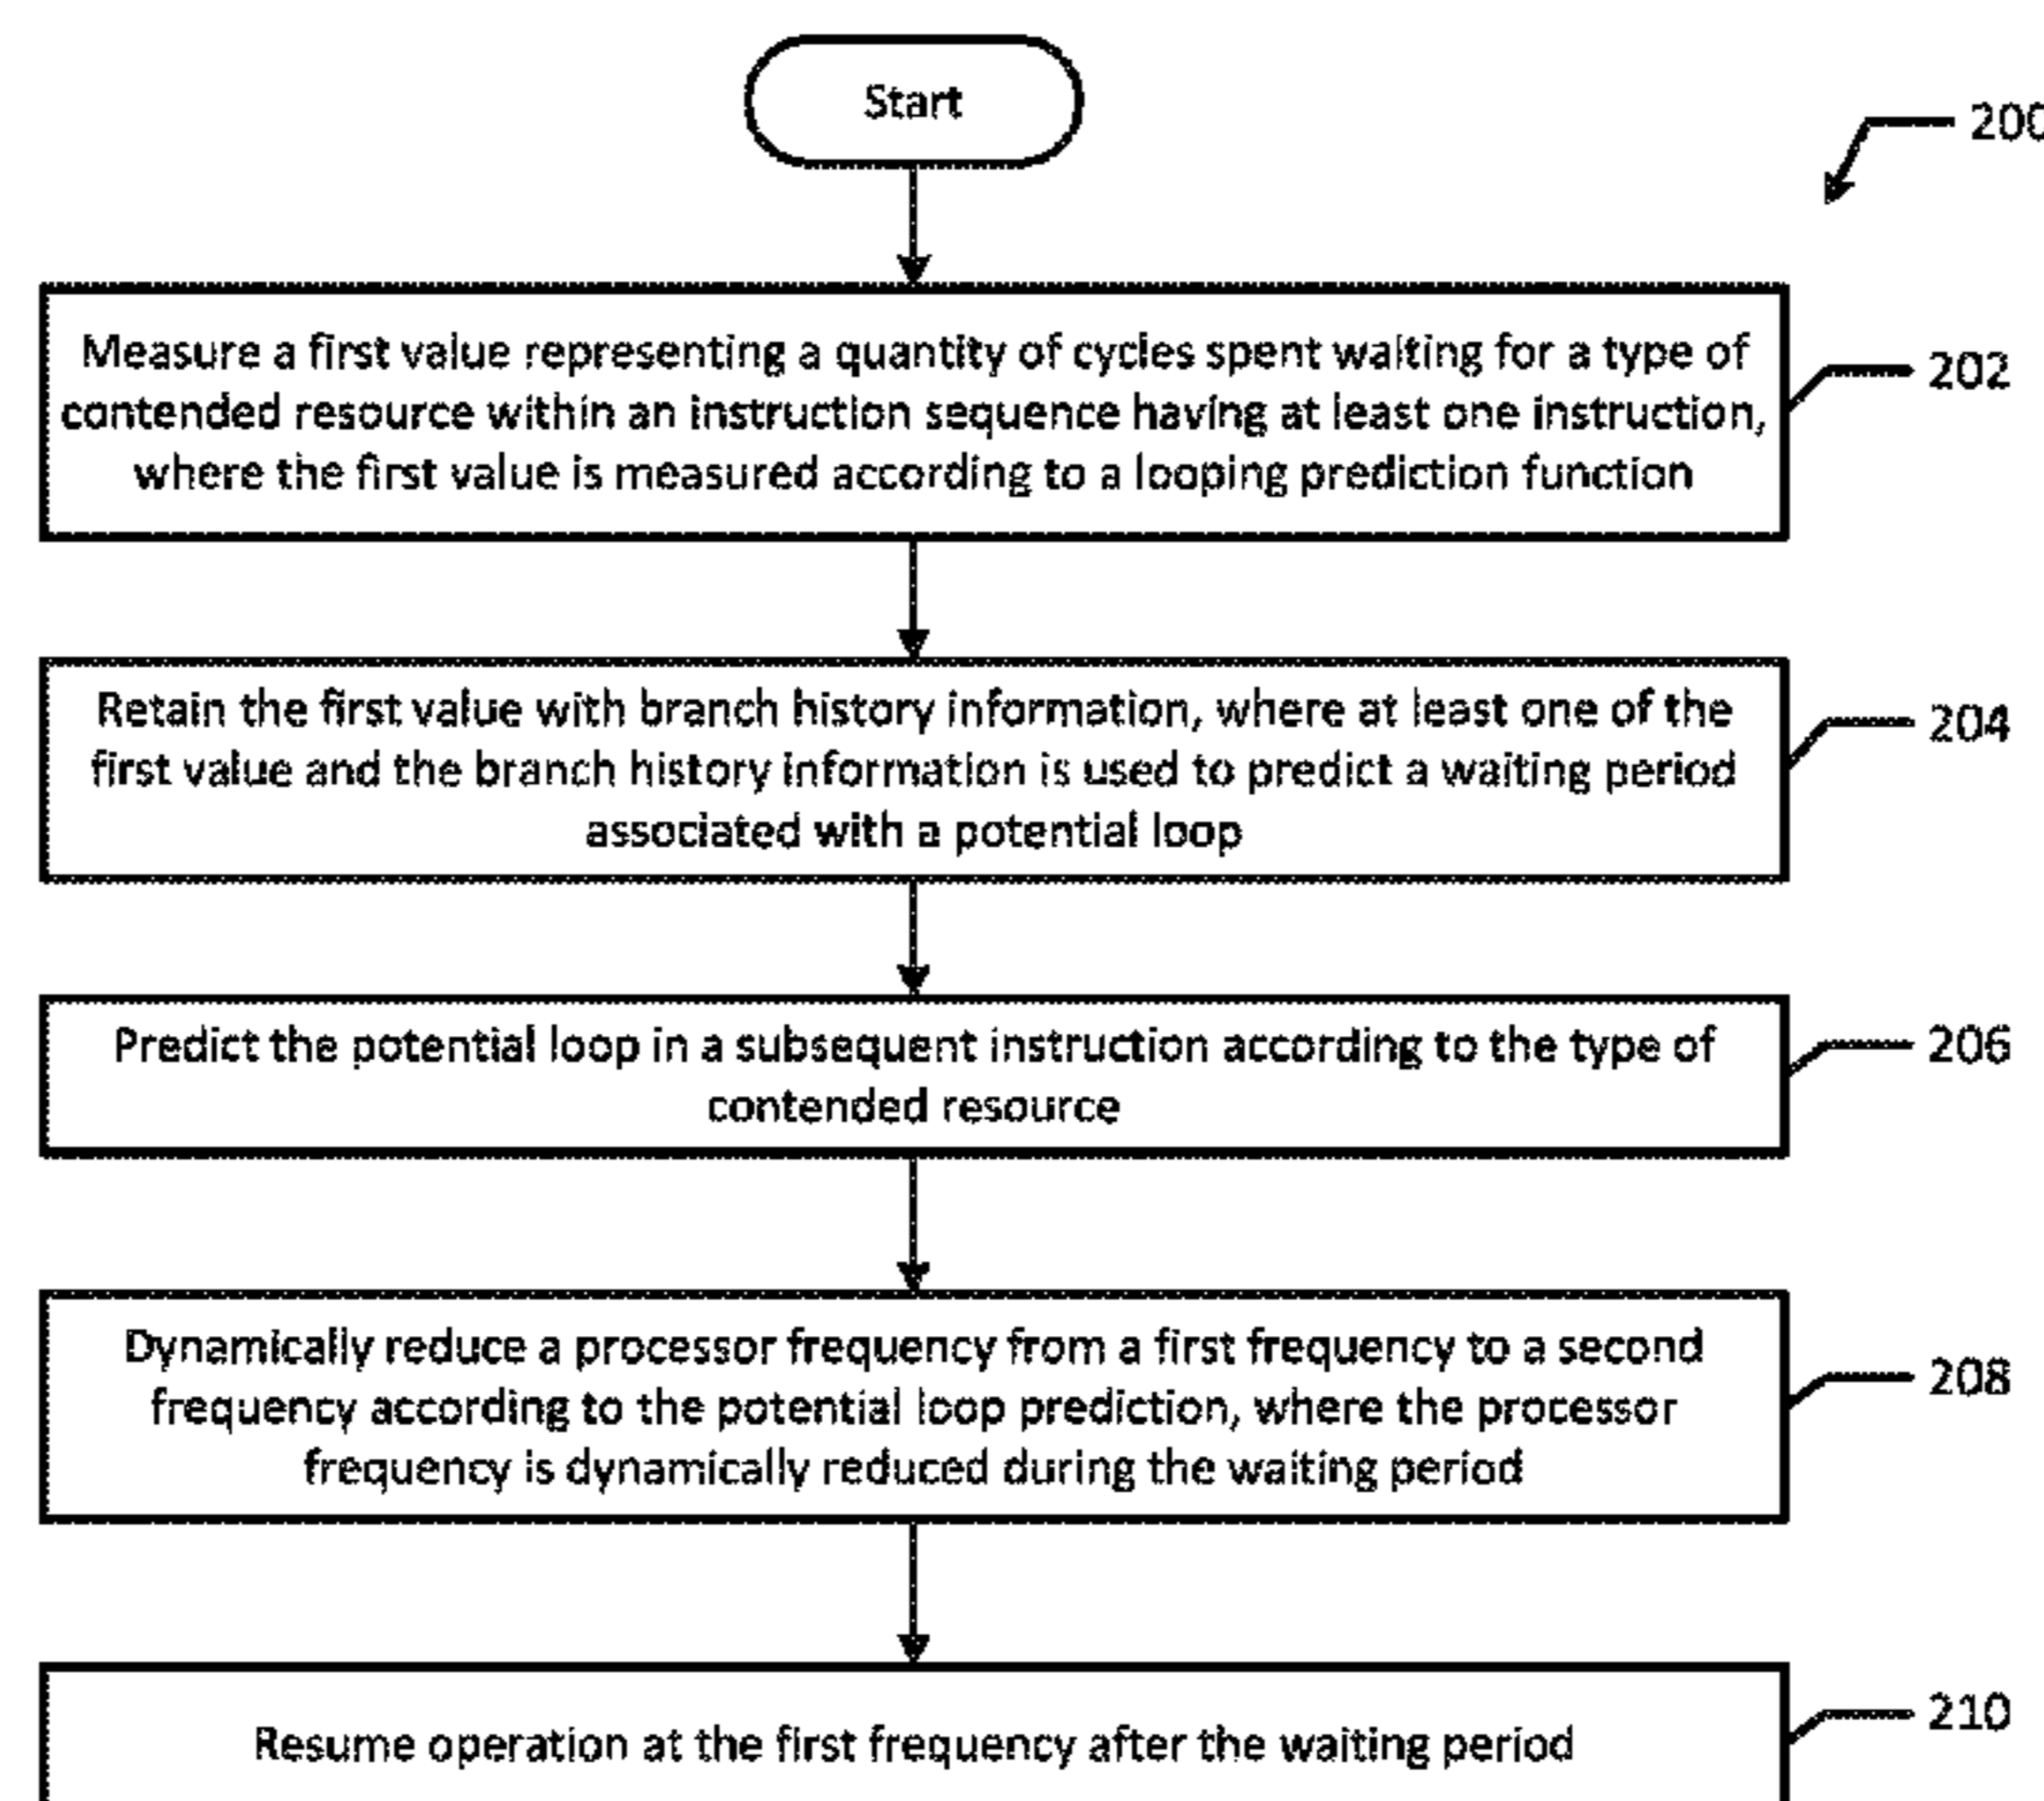 Start
200
Measure a first value representing a quantity of cycles spent waiting for a type of
contended resource within an instruction sequence having at least one instruction,
where the first value is measured according to a looping prediction function
202
Retain the first value with branch history information, where at least one of the
first value and the branch history information is used to predict a waiting period
associated with a potential loop
204
Predict the potential loop in a subsequent instruction according to the type of
contended resource
206
Dynamically reduce a processor frequency from a first frequency to a second
frequency according to the potential loop prediction, where the processor
frequency is dynamically reduced during the waiting period
208
Resume operation at the first frequency after the waiting period
210